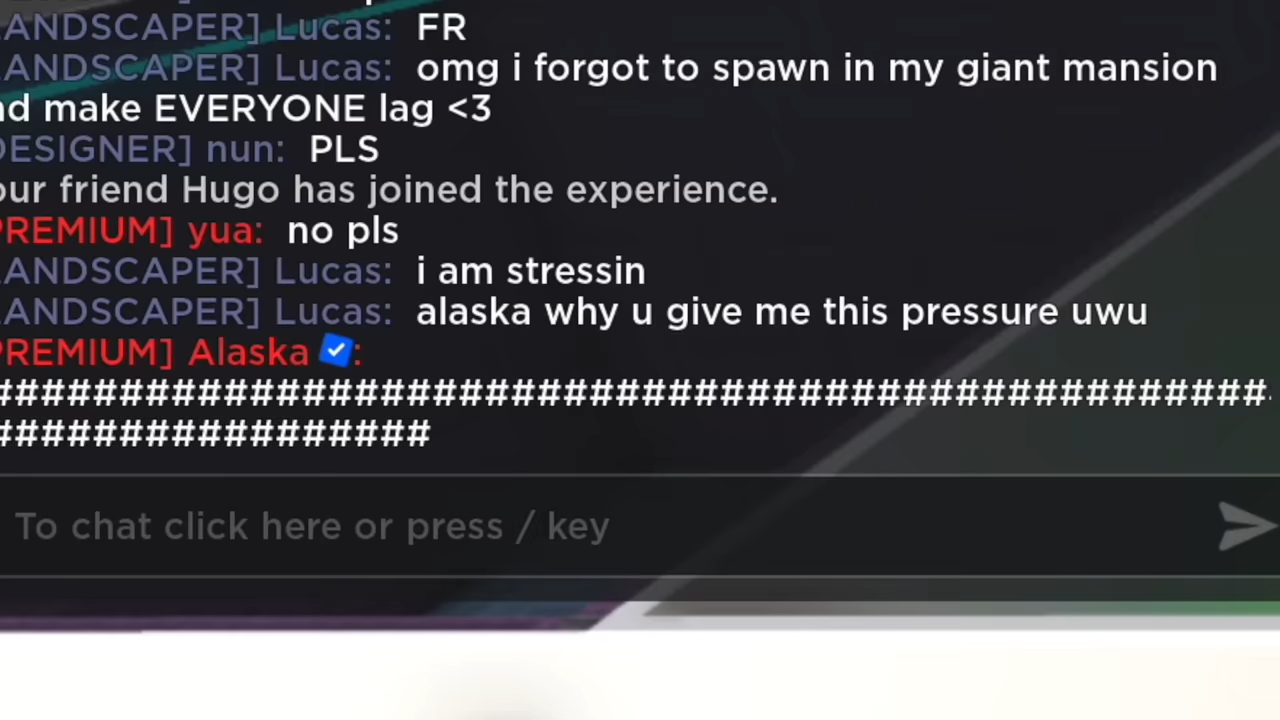 ANDSCAPER] Lucas: FR
ANDSCAPER] Lucas: omg i forgot to spawn in my giant mansion
nd make EVERYONE lag <3
DESIGNER] nun: PLS
our friend Hugo has joined the experience.
PREMIUM] yua: no pls
LANDSCAPER] Lucas: i am stressin
LANDSCAPER] Lucas: alaska why u give me this pressure uwu
PREMIUM] Alaska :
################################################
#################
To chat click here or press / key